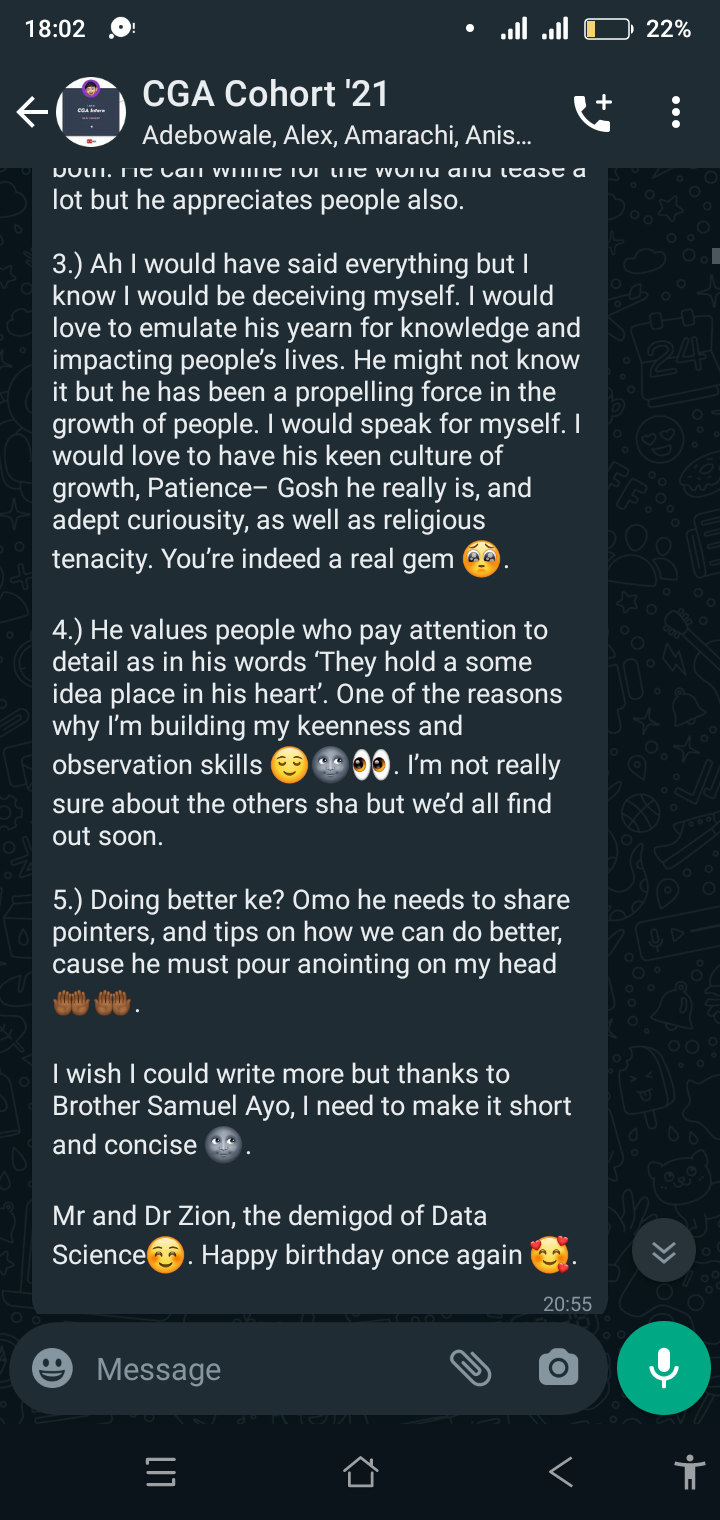 18:02
22%
CGA Cohort '21
Adebowale, Alex, Amarachi, Anis...
both. He can whine for the world and tease a
lot but he appreciates people also.
3.) Ah I would have said everything but I
know I would be deceiving myself. I would
love to emulate his yearn for knowledge and
impacting people’s lives. He might not know
it but he has been a propelling force in the
growth of people. I would speak for myself. I
would love to have his keen culture of
growth, Patience– Gosh he really is, and
adept curiousity, as well as religious
tenacity. You’re indeed a real gem 🥺.
4.) He values people who pay attention to
detail as in his words ‘They hold a some
idea place in his heart’. One of the reasons
why I’m building my keenness and
observation skills 😌🌚👀. I’m not really
sure about the others sha but we’d all find
out soon.
5.) Doing better ke? Omo he needs to share
pointers, and tips on how we can do better,
cause he must pour anointing on my head
🤲🏾🤲🏾.
I wish I could write more but thanks to
Brother Samuel Ayo, I need to make it short
and concise 🌚.
Mr and Dr Zion, the demigod of Data
Science☺️. Happy birthday once again 🥰.
20:55
Message